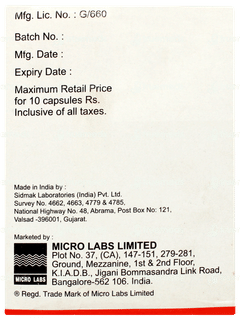 Mfg. Lic. No. : G/660
Batch No. :
Mfg. Date :
Expiry Date :
Maximum Retail Price
for 10 capsules Rs.
Inclusive of all taxes.
Made in India by :
Sidmak Laboratories (India) Pvt. Ltd.
Survey No. 4662, 4663, 4779 & 4785,
National Highway No. 48, Abrama, Post Box No: 121,
Valsad -396001, Gujarat.
Marketed by :
MICRO LABS LIMITED
Plot No. 37, (CA), 147-151, 279-281,
Ground, Mezzanine, 1st & 2nd Floor,
K.I.A.D.B., Jigani Bommasandra Link Road,
Bangalore-562 106. India.
MICRO LABS
® Regd. Trade Mark of Micro Labs Limited